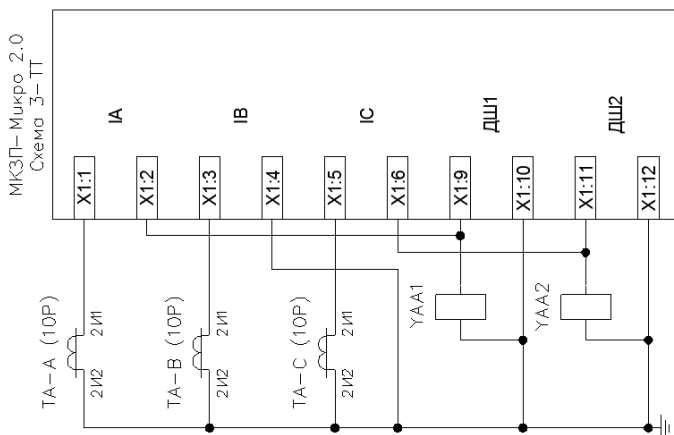 МКЗП-Микро 2.0
Схема 3-ТТ
IA
IB
IC
ДШ1
ДШ2
X1:1
X1:2
X1:3
X1:4
X1:5
X1:6
X1:9
X1:10
X1:11
X1:12
TA-A (10P)
2И1
2И2
TA-B (10P)
2И1
2И2
TA-C (10P)
2И1
2И2
YAA1
YAA2